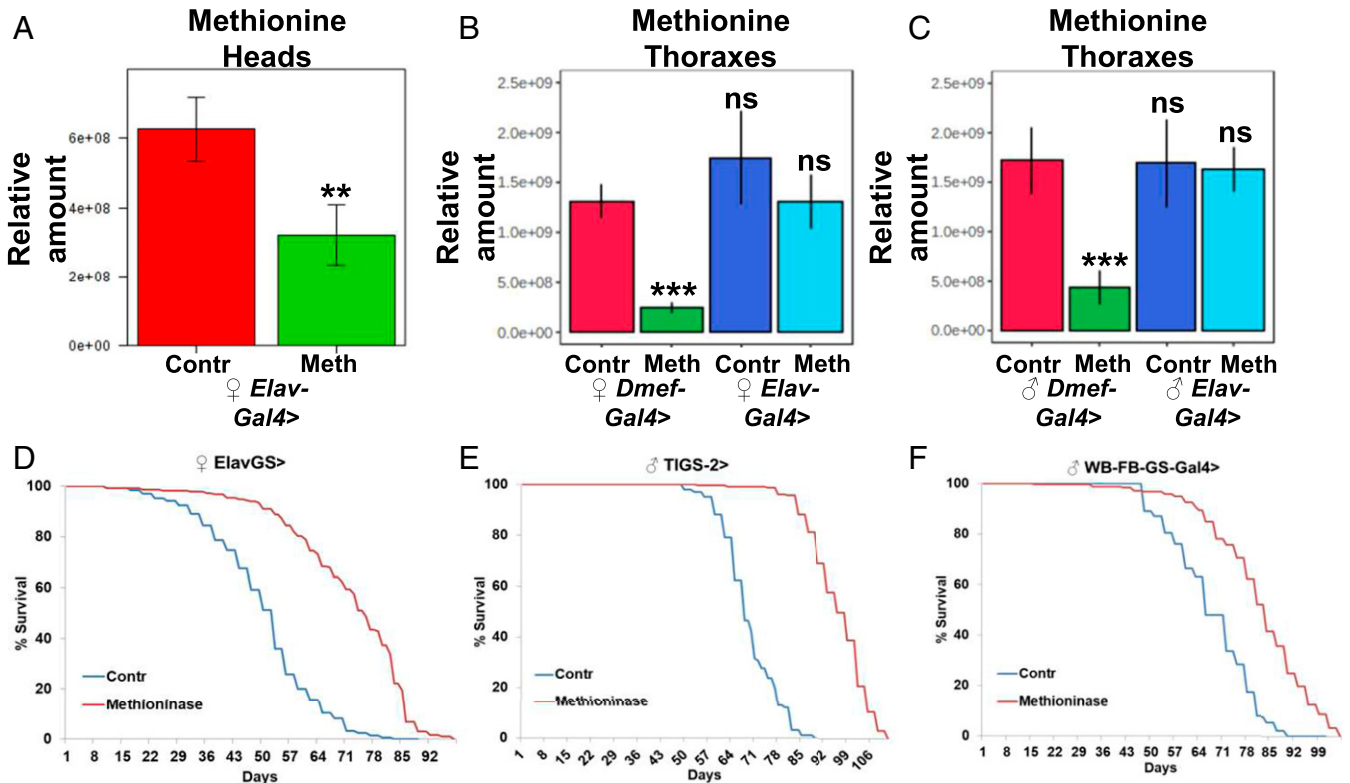 A
Methionine
Heads
Relative
amount
6e+08
4e+08
2e+08
0e+00
**
Contr
Meth
♀ Elav-
Gal4>
B
Methionine
Thoraxes
Relative
amount
2.5e+09
2.0e+09
1.5e+09
1.0e+09
5.0e+08
0.0e+00
***
ns
ns
Contr Meth Contr Meth
♀ Dmef- ♀ Elav-
Gal4> Gal4>
C
Methionine
Thoraxes
Relative
amount
2.5e+09
2.0e+09
1.5e+09
1.0e+09
5.0e+08
0.0e+00
***
ns
ns
Contr Meth Contr Meth
♂ Dmef- ♂ Elav-
Gal4> Gal4>
D
♀ ElavGS>
% Survival
100
80
60
40
20
0
Contr
Methioninase
1 8 15 22 29 36 43 50 57 64 71 78 85 92
Days
E
♂ TIGS-2>
% Survival
100
80
60
40
20
0
Contr
Methioninase
1 8 15 22 29 36 43 50 57 64 71 78 85 92 99 106
Days
F
♂ WB-FB-GS-Gal4>
% Survival
100
80
60
40
20
0
Contr
Methioninase
1 8 15 22 29 36 43 50 57 64 71 78 85 92 99
Days